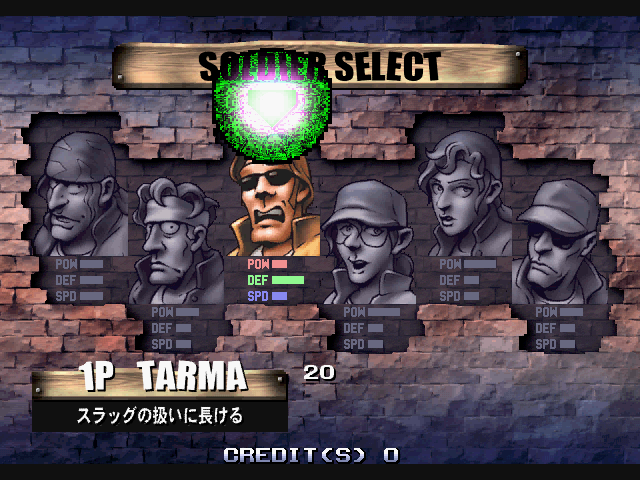 SOLDIER SELECT
POW
DEF
SPD
POW
DEF
SPD
POW
DEF
SPD
POW
DEF
SPD
POW
DEF
SPD
POW
DEF
SPD
1P TARMA
20
スラッグの扱いに長ける
CREDIT(S) 0